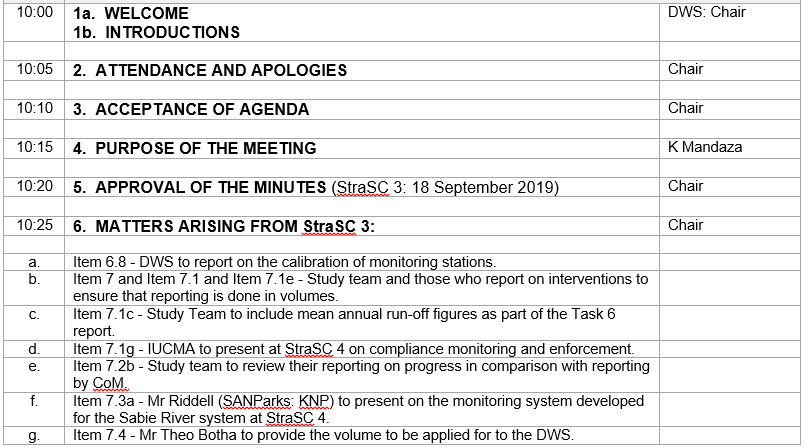 10:00 1a. WELCOME DWS: Chair
1b. INTRODUCTIONS
10:05 2. ATTENDANCE AND APOLOGIES Chair
10:10 3. ACCEPTANCE OF AGENDA Chair
10:15 4. PURPOSE OF THE MEETING K Mandaza
10:20 5. APPROVAL OF THE MINUTES (StraSC 3: 18 September 2019) Chair
10:25 6. MATTERS ARISING FROM StraSC 3: Chair
a. Item 6.8 - DWS to report on the calibration of monitoring stations.
b. Item 7 and Item 7.1 and Item 7.1e - Study team and those who report on interventions to
ensure that reporting is done in volumes.
c. Item 7.1c - Study Team to include mean annual run-off figures as part of the Task 6
report.
d. Item 7.1g - IUCMA to present at StraSC 4 on compliance monitoring and enforcement.
e. Item 7.2b - Study team to review their reporting on progress in comparison with reporting
by CoM.
f. Item 7.3a - Mr Riddell (SANParks: KNP) to present on the monitoring system developed
for the Sabie River system at StraSC 4.
g. Item 7.4 - Mr Theo Botha to provide the volume to be applied for to the DWS.